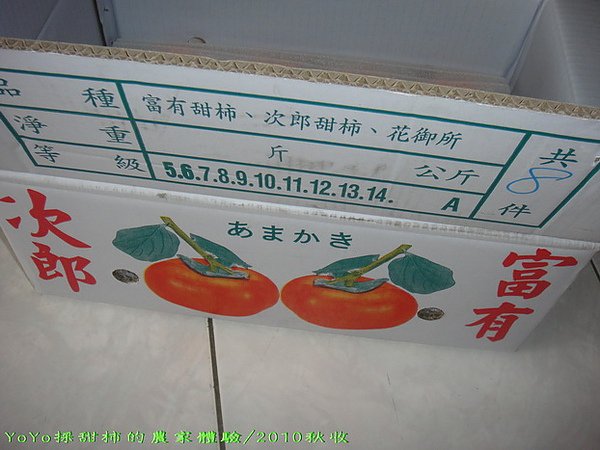 品種 富有甜柿、次郎甜柿、花御所
淨重 斤 公斤 共8件
等級 5.6.7.8.9.10.11.12.13.14. A
次郎 あまかき 富有
YoYo採甜柿的農家體驗/2010秋收